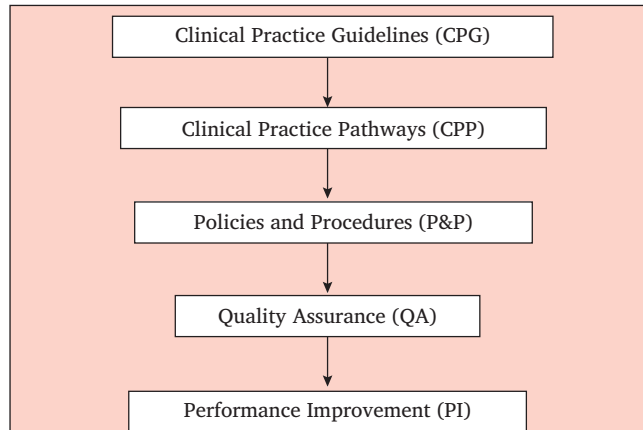 Clinical Practice Guidelines (CPG)
Clinical Practice Pathways (CPP)
Policies and Procedures (P&P)
Quality Assurance (QA)
Performance Improvement (PI)